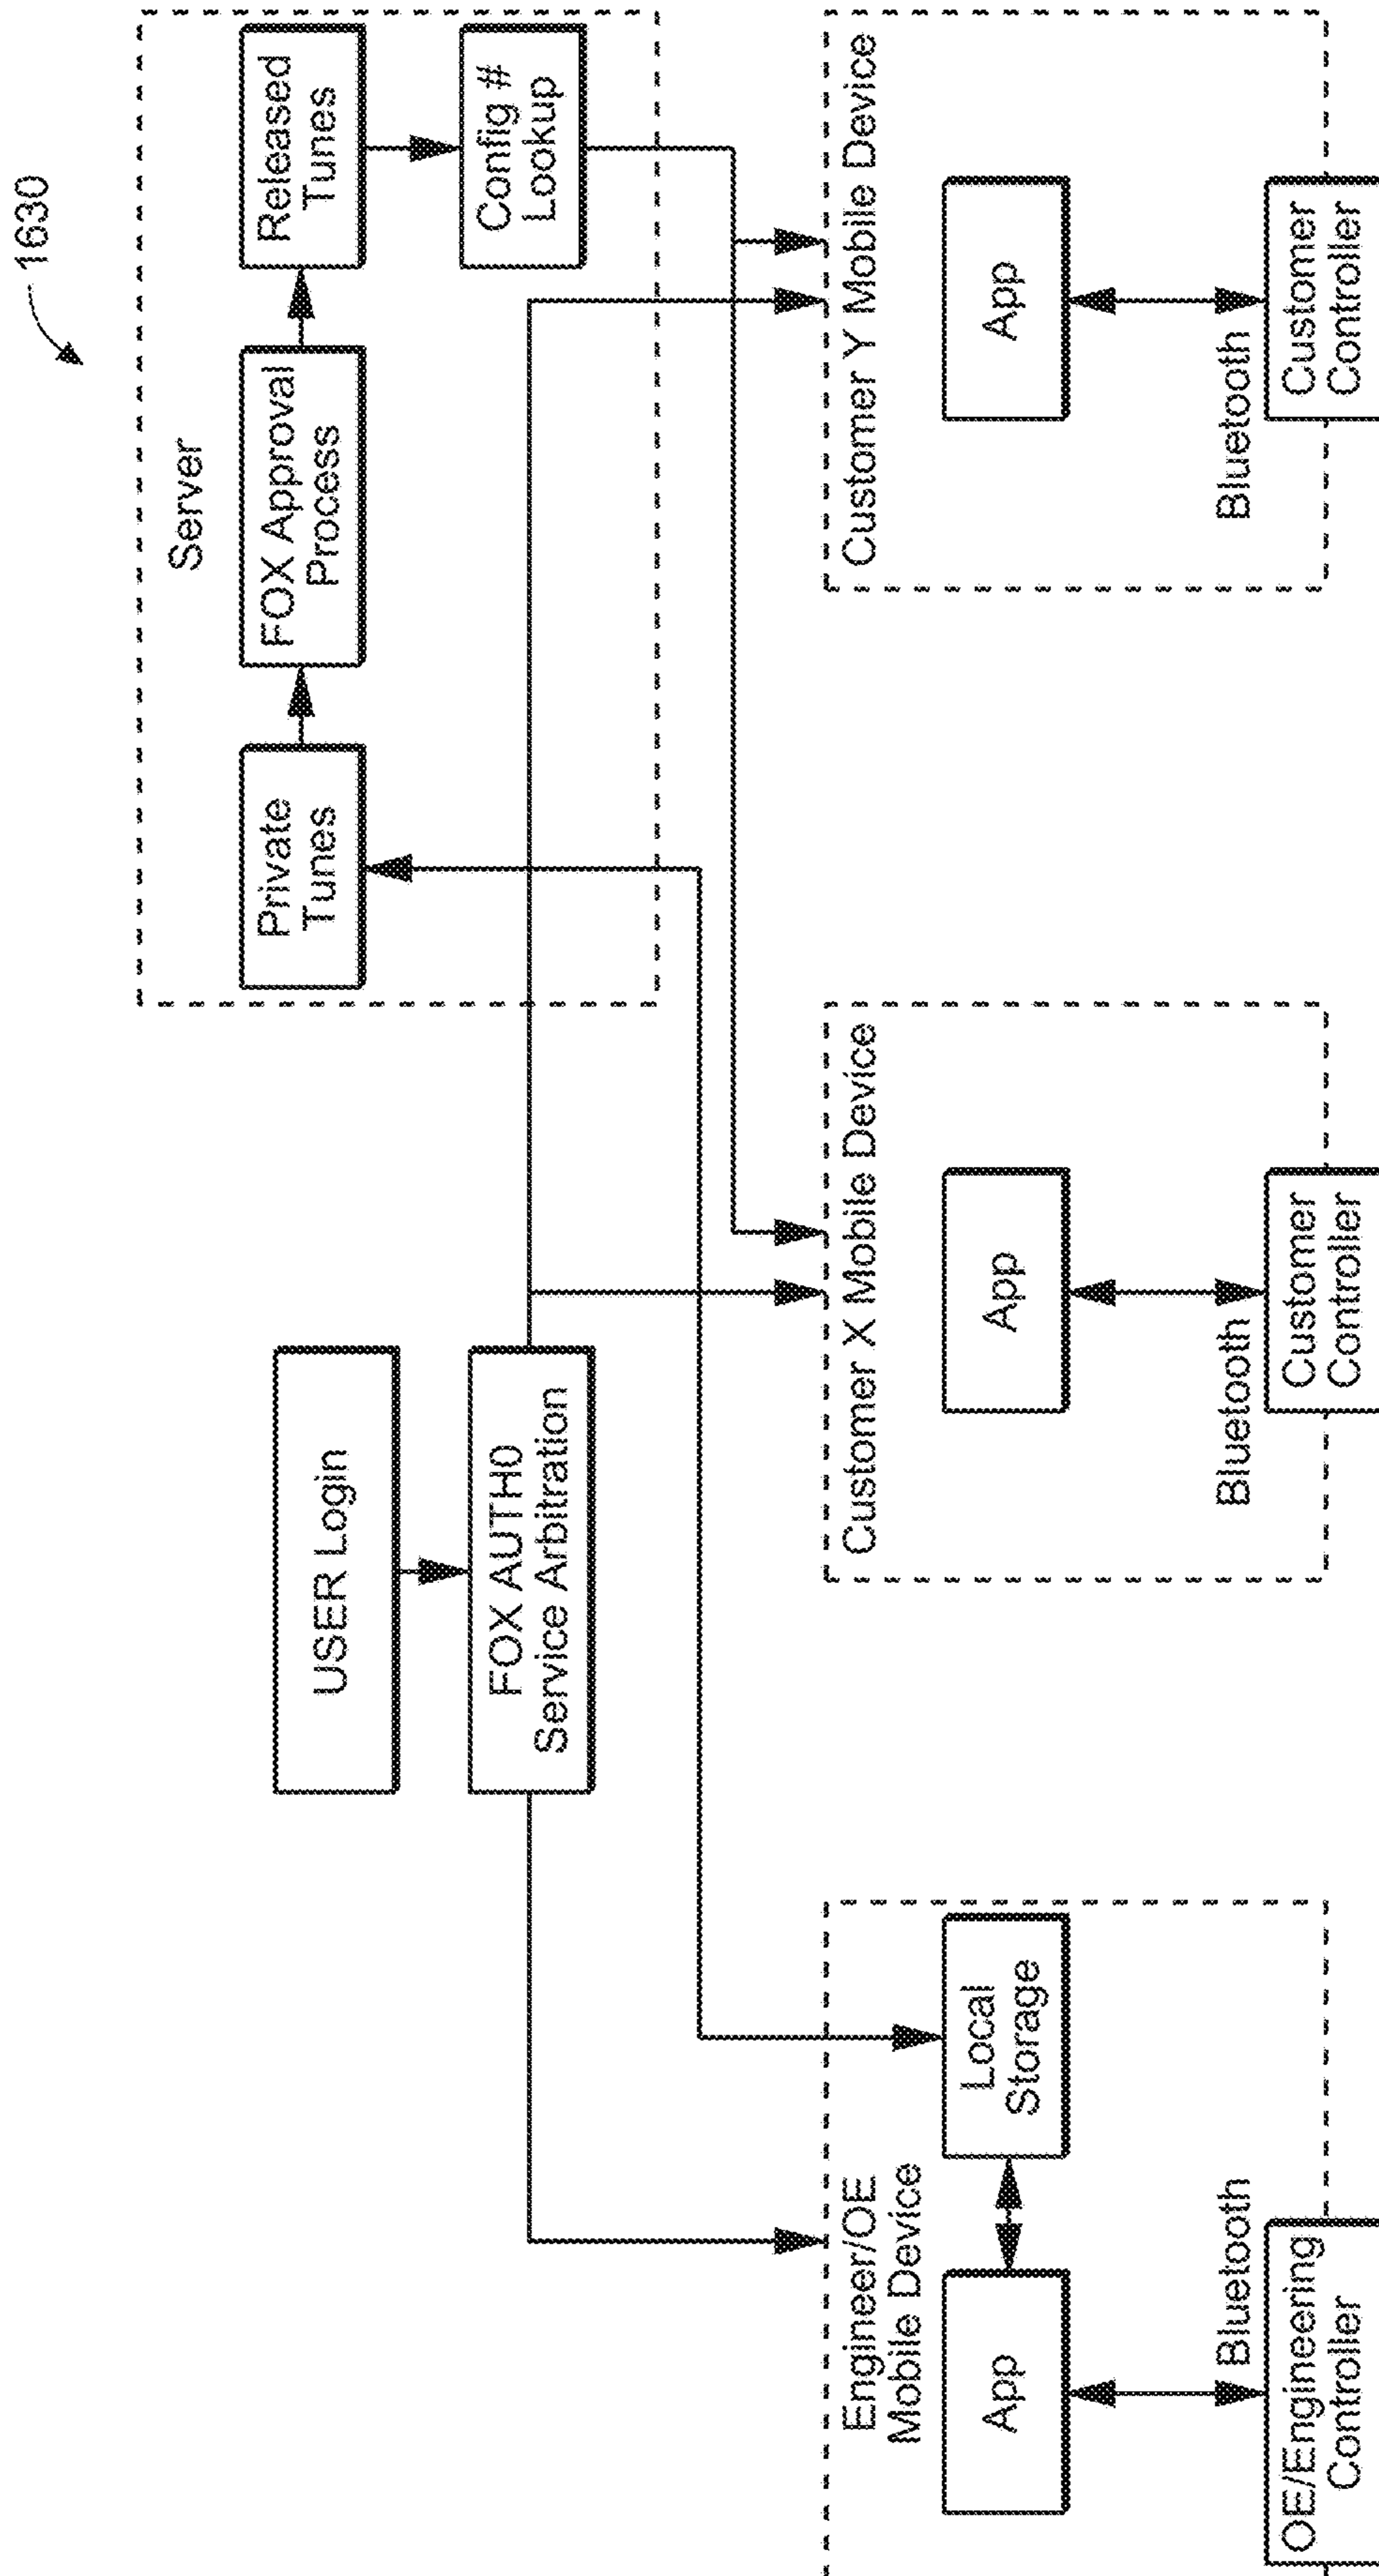 1630
USER Login
FOX AUTH0
Service Arbitration
Server
Private
Tunes
FOX Approval
Process
Released
Tunes
Config #
Lookup
Engineer/OE
Mobile Device
App
Local
Storage
Bluetooth
OE/Engineering
Controller
Customer X Mobile Device
App
Bluetooth
Customer
Controller
Customer Y Mobile Device
App
Bluetooth
Customer
Controller